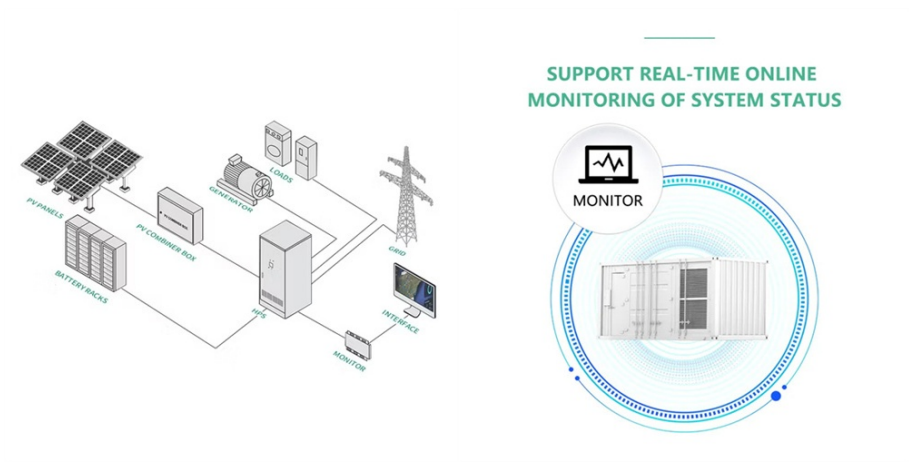 SUPPORT REAL-TIME ONLINE
MONITORING OF SYSTEM STATUS
MONITOR
LOADS
GENERATOR
PV PANELS
PV COMBINER BOX
GRID
BATTERY RACKS
HPS
INTERFACE
MONITOR